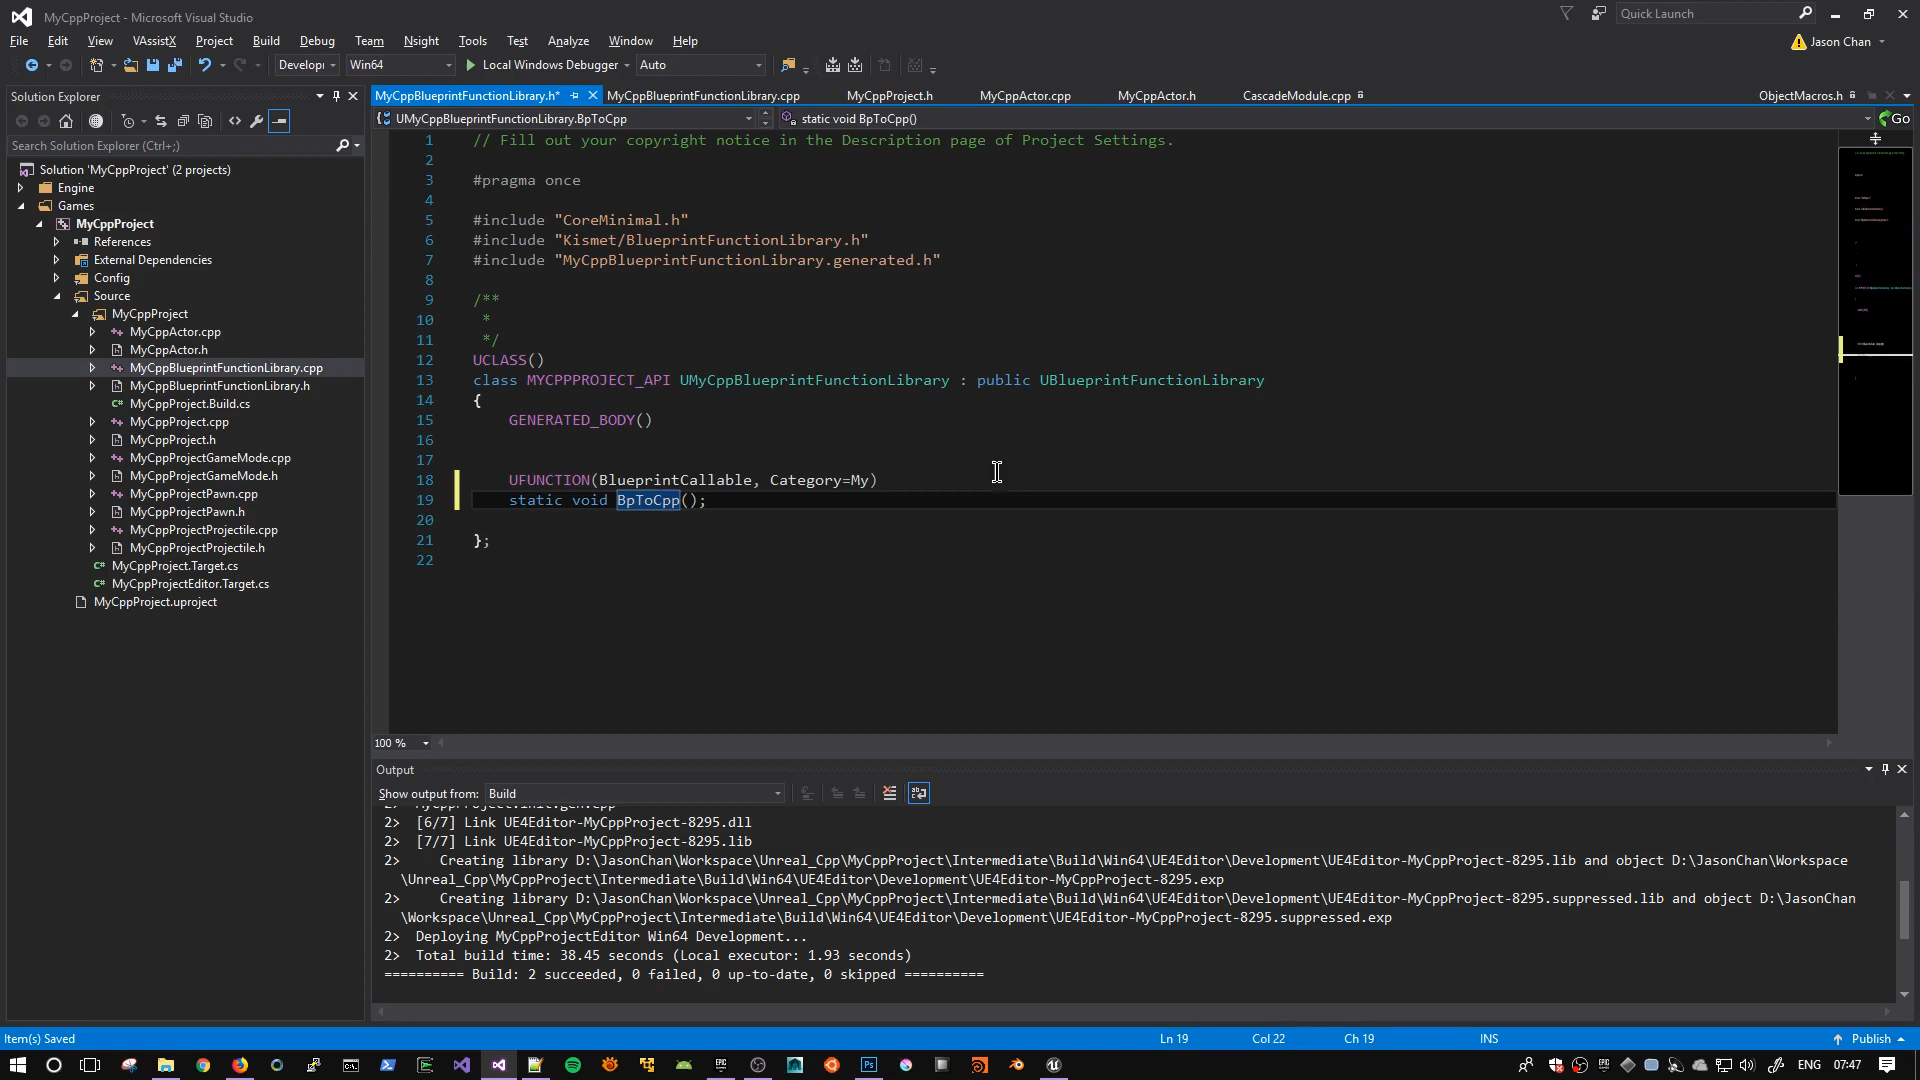 MyCppProject - Microsoft Visual Studio
Quick Launch
File Edit View VAssistX Project Build Debug Team Nsight Tools Test Analyze Window Help
Jason Chan
Develop Win64 Local Windows Debugger Auto
Solution Explorer
Search Solution Explorer (Ctrl+;)
Solution 'MyCppProject' (2 projects)
Engine
Games
MyCppProject
References
External Dependencies
Config
Source
MyCppProject
MyCppActor.cpp
MyCppActor.h
MyCppBlueprintFunctionLibrary.cpp
MyCppBlueprintFunctionLibrary.h
MyCppProject.Build.cs
MyCppProject.cpp
MyCppProject.h
MyCppProjectGameMode.cpp
MyCppProjectGameMode.h
MyCppProjectPawn.cpp
MyCppProjectPawn.h
MyCppProjectProjectile.cpp
MyCppProjectProjectile.h
MyCppProject.Target.cs
MyCppProjectEditor.Target.cs
MyCppProject.uproject
MyCppBlueprintFunctionLibrary.h* MyCppBlueprintFunctionLibrary.cpp MyCppProject.h MyCppActor.cpp MyCppActor.h CascadeModule.cpp ObjectMacros.h
UMyCppBlueprintFunctionLibrary.BpToCpp static void BpToCpp() Go
1 // Fill out your copyright notice in the Description page of Project Settings.
2
3 #pragma once
4
5 #include "CoreMinimal.h"
6 #include "Kismet/BlueprintFunctionLibrary.h"
7 #include "MyCppBlueprintFunctionLibrary.generated.h"
8
9 /**
10 *
11 */
12 UCLASS()
13 class MYCPPPROJECT_API UMyCppBlueprintFunctionLibrary : public UBlueprintFunctionLibrary
14 {
15 GENERATED_BODY()
16
17
18 UFUNCTION(BlueprintCallable, Category=My)
19 static void BpToCpp();
20
21 };
22
100 %
Output
Show output from: Build
2> MyCppProject.init.gen.cpp
2> [6/7] Link UE4Editor-MyCppProject-8295.dll
2> [7/7] Link UE4Editor-MyCppProject-8295.lib
2> Creating library D:\JasonChan\Workspace\Unreal_Cpp\MyCppProject\Intermediate\Build\Win64\UE4Editor\Development\UE4Editor-MyCppProject-8295.lib and object D:\JasonChan\Workspace
\Unreal_Cpp\MyCppProject\Intermediate\Build\Win64\UE4Editor\Development\UE4Editor-MyCppProject-8295.exp
2> Creating library D:\JasonChan\Workspace\Unreal_Cpp\MyCppProject\Intermediate\Build\Win64\UE4Editor\Development\UE4Editor-MyCppProject-8295.suppressed.lib and object D:\JasonChan
\Workspace\Unreal_Cpp\MyCppProject\Intermediate\Build\Win64\UE4Editor\Development\UE4Editor-MyCppProject-8295.suppressed.exp
2> Deploying MyCppProjectEditor Win64 Development...
2> Total build time: 38.45 seconds (Local executor: 1.93 seconds)
========== Build: 2 succeeded, 0 failed, 0 up-to-date, 0 skipped ==========
Item(s) Saved Ln 19 Col 22 Ch 19 INS Publish
ENG 07:47